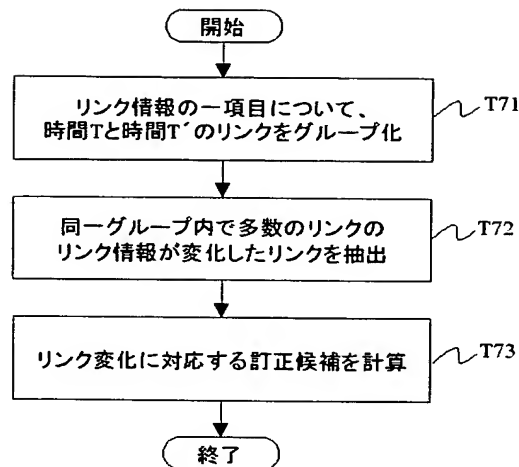 開始
リンク情報の一項目について、
時間Tと時間T´のリンクをグループ化
T71
同一グループ内で多数のリンクの
リンク情報が変化したリンクを抽出
T72
リンク変化に対応する訂正候補を計算
T73
終了